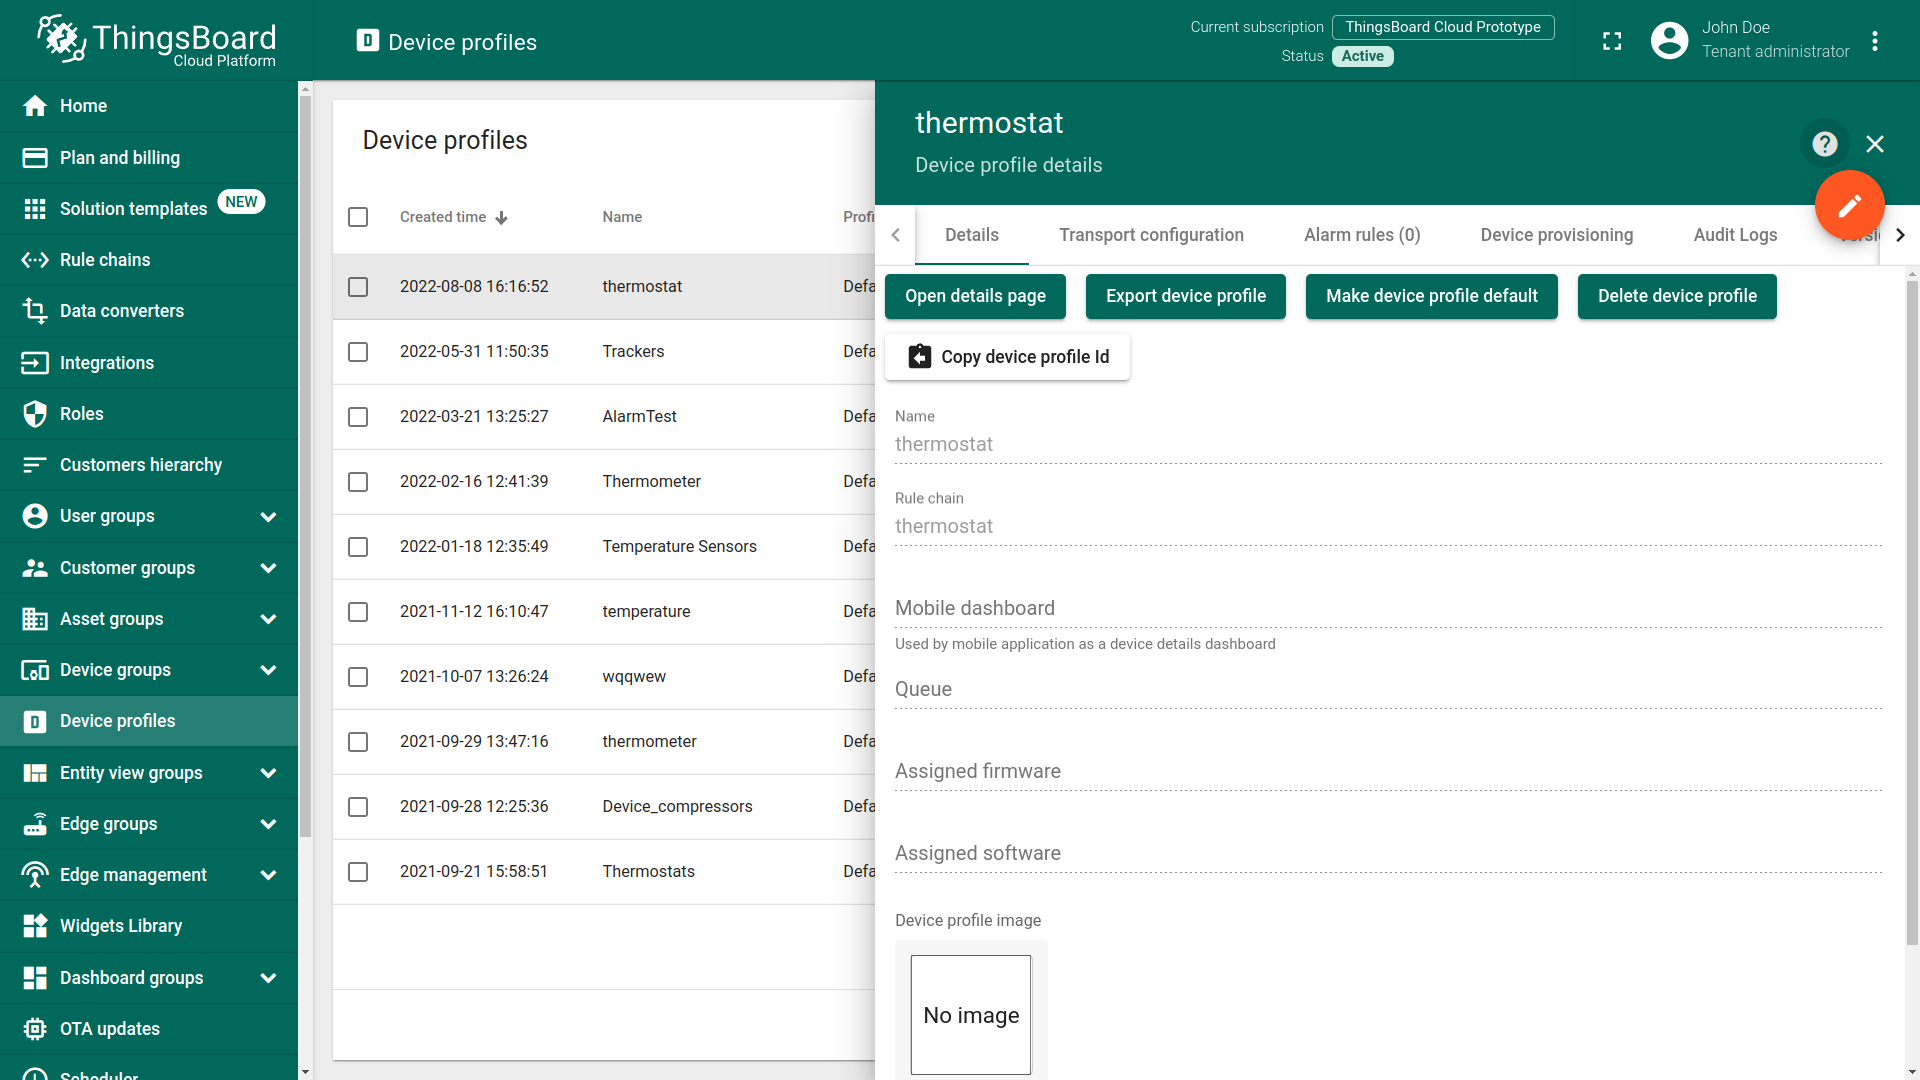 ThingsBoard
Cloud Platform
Device profiles
Current subscription ThingsBoard Cloud Prototype
Status Active
John Doe
Tenant administrator
Home
Plan and billing
Solution templates NEW
Rule chains
Data converters
Integrations
Roles
Customers hierarchy
User groups
Customer groups
Asset groups
Device groups
Device profiles
Entity view groups
Edge groups
Edge management
Widgets Library
Dashboard groups
OTA updates
Scheduler
Device profiles
Created time Name Profi
2022-08-08 16:16:52 thermostat Defa
2022-05-31 11:50:35 Trackers Defa
2022-03-21 13:25:27 AlarmTest Defa
2022-02-16 12:41:39 Thermometer Defa
2022-01-18 12:35:49 Temperature Sensors Defa
2021-11-12 16:10:47 temperature Defa
2021-10-07 13:26:24 wqqwew Defa
2021-09-29 13:47:16 thermometer Defa
2021-09-28 12:25:36 Device_compressors Defa
2021-09-21 15:58:51 Thermostats Defa
thermostat
Device profile details
Details Transport configuration Alarm rules (0) Device provisioning Audit Logs
Open details page Export device profile Make device profile default Delete device profile
Copy device profile Id
Name
thermostat
Rule chain
thermostat
Mobile dashboard
Used by mobile application as a device details dashboard
Queue
Assigned firmware
Assigned software
Device profile image
No image